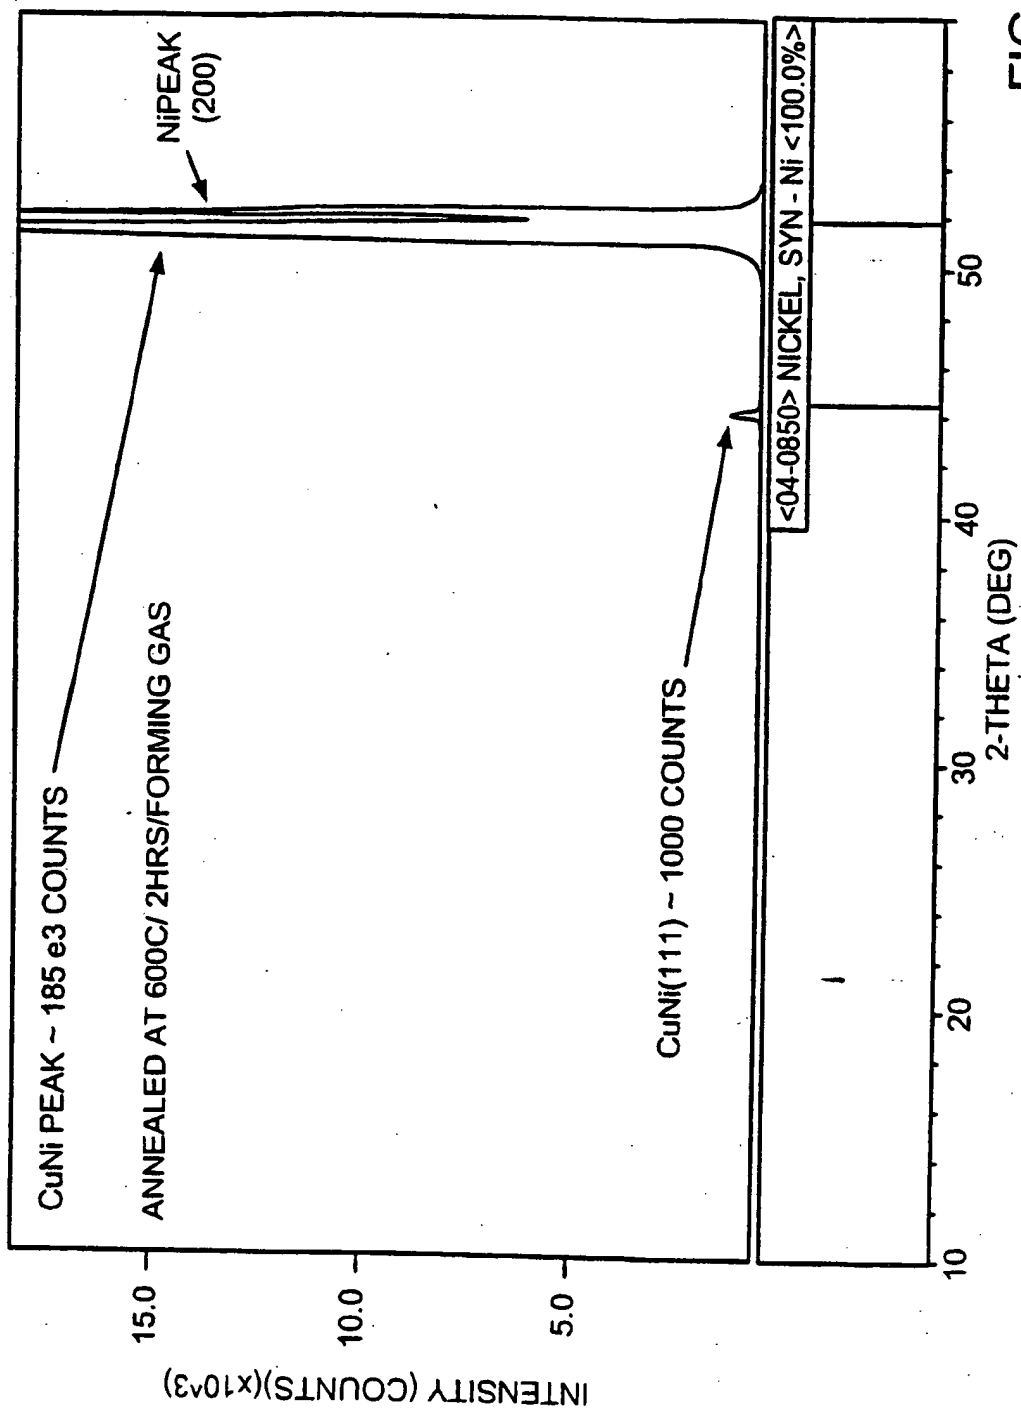 CuNi PEAK ~ 185 e3 COUNTS
NiPEAK
(200)
ANNEALED AT 600C/ 2HRS/FORMING GAS
CuNi(111) ~ 1000 COUNTS
15.0
10.0
5.0
INTENSITY (COUNTS)(x10^3)
<04-0850> NICKEL, SYN - Ni <100.0%>
10
20
30
40
50
2-THETA (DEG)
FIG